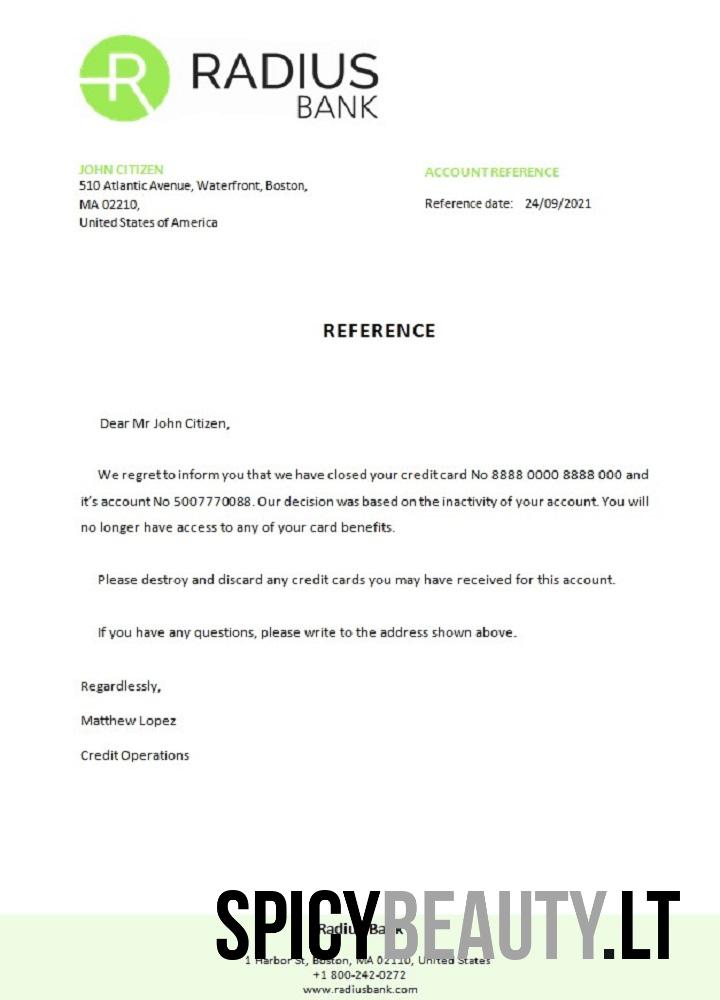 RADIUS
BANK
JOHN CITIZEN
510 Atlantic Avenue, Waterfront, Boston,
MA 02210,
United States of America
ACCOUNT REFERENCE
Reference date: 24/09/2021
REFERENCE
Dear Mr John Citizen,
We regret to inform you that we have closed your credit card No 8888 0000 8888 000 and
it's account No 5007770088. Our decision was based on the inactivity of your account. You will
no longer have access to any of your card benefits.
Please destroy and discard any credit cards you may have received for this account.
If you have any questions, please write to the address shown above.
Regardlessly,
Matthew Lopez
Credit Operations
SPICYBEAUTY.LT
Radius Bank
1 Harbor St, Boston, MA 02110, United States
+1 800-242-0272
www.radiusbank.com